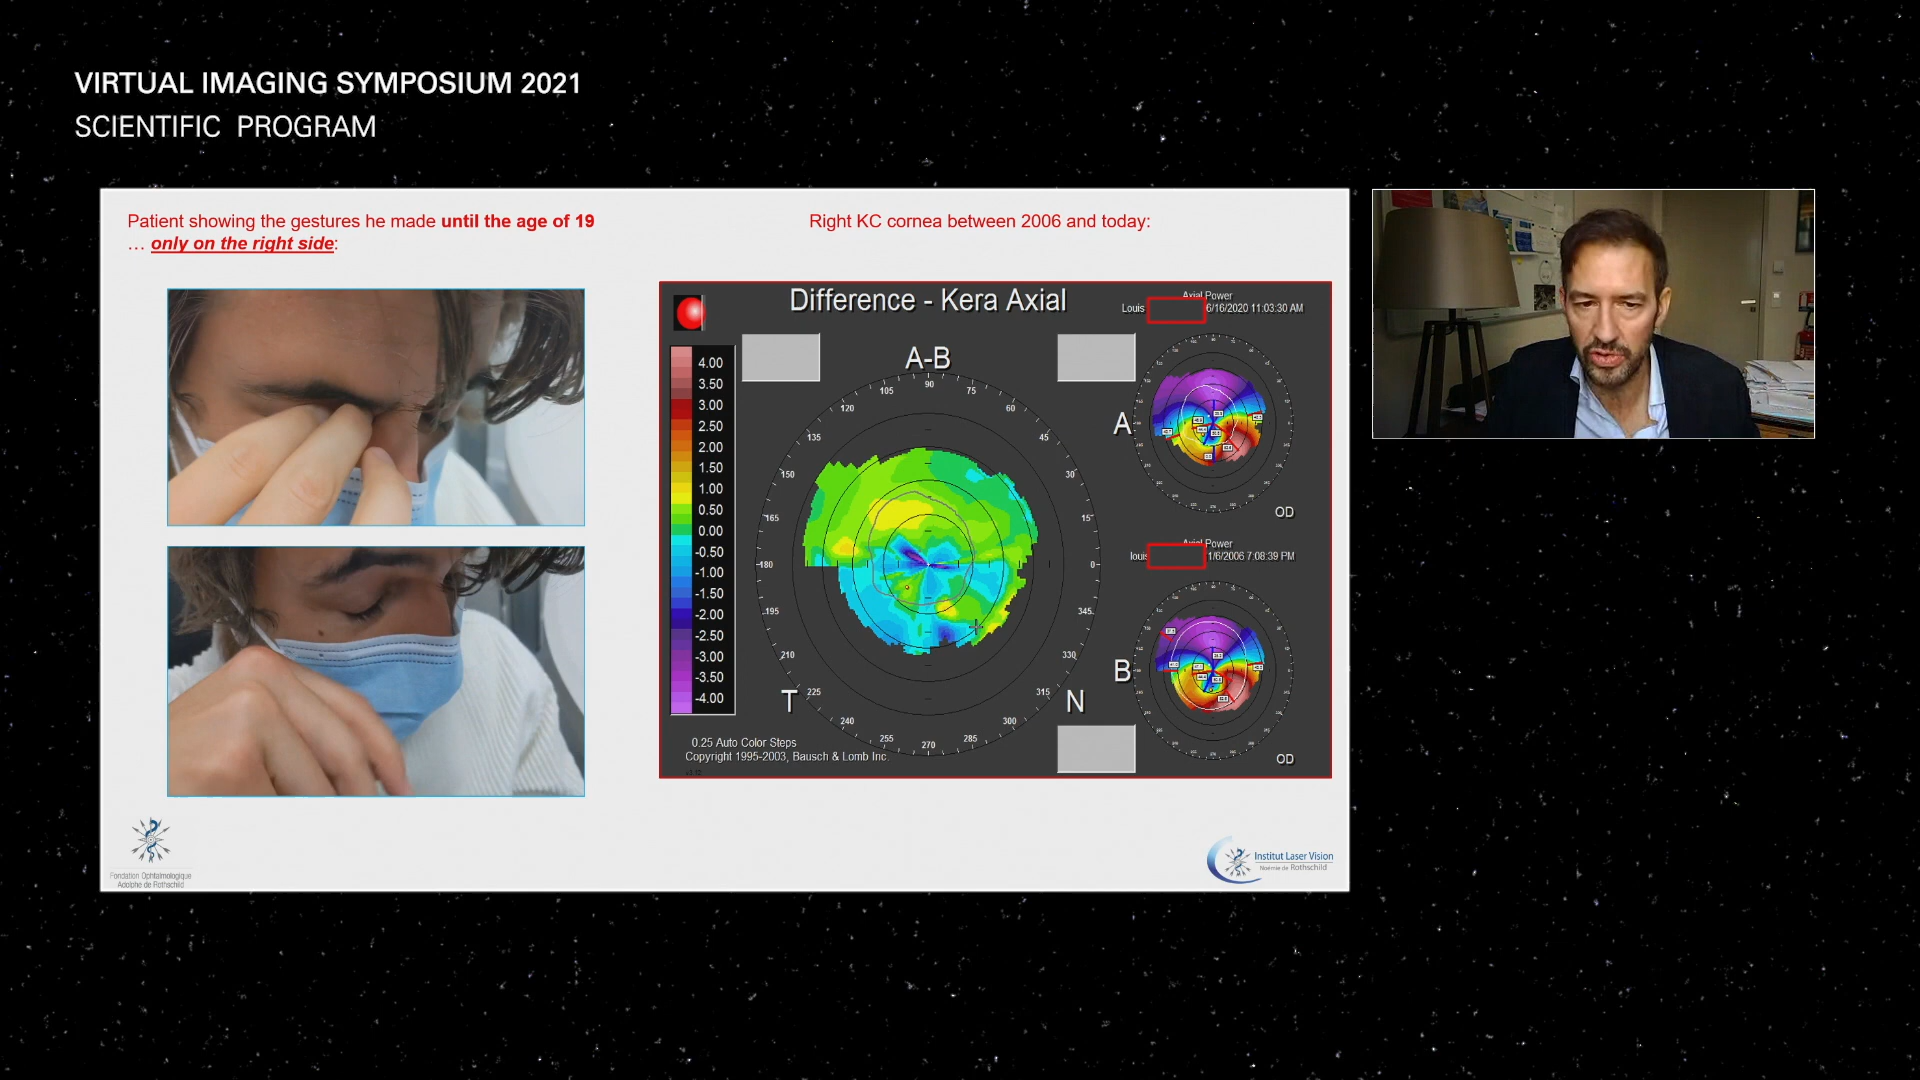 VIRTUAL IMAGING SYMPOSIUM 2021
SCIENTIFIC PROGRAM
Patient showing the gestures he made until the age of 19
… only on the right side:
Right KC cornea between 2006 and today:
Difference - Kera Axial
Axial Power
Louis 6/16/2020 11:03:30 AM
A-B
4.00
3.50
3.00
2.50
2.00
1.50
1.00
0.50
0.00
-0.50
-1.00
-1.50
-2.00
-2.50
-3.00
-3.50
-4.00
90
105
75
120
60
135
45
150
30
165
15
180
0
195
345
210
330
225
315
240
300
255
285
270
T
N
A
OD
Axial Power
louis 1/6/2006 7:08:39 PM
B
OD
0.25 Auto Color Steps
Copyright 1995-2003, Bausch & Lomb Inc.
Fondation Ophtalmologique
Adolphe de Rothschild
Institut Laser Vision
Noémie de Rothschild